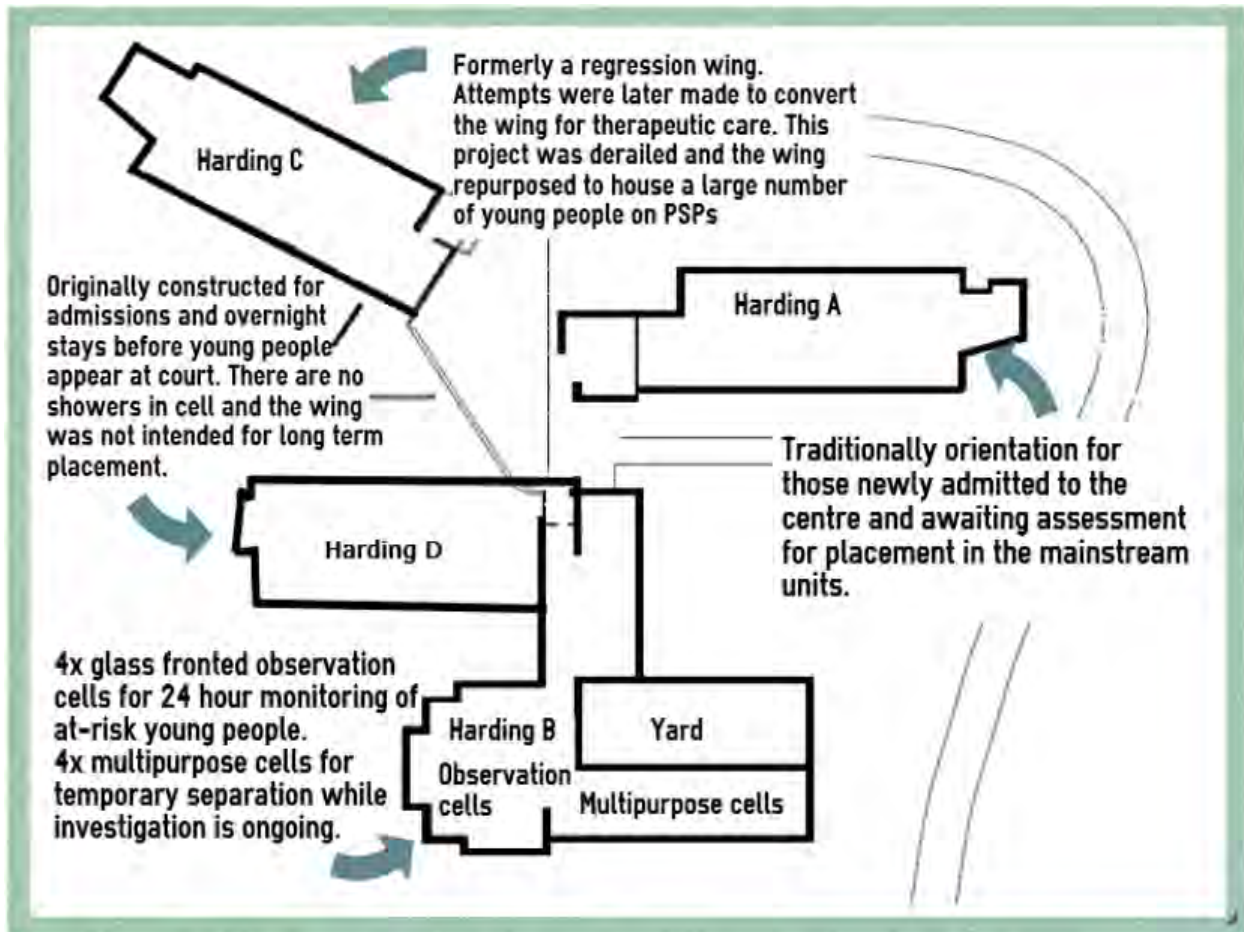 Formerly a regression wing.
Attempts were later made to convert
the wing for therapeutic care. This
project was derailed and the wing
repurposed to house a large number
of young people on PSPs
Harding C
Harding A
Originally constructed for
admissions and overnight
stays before young people
appear at court. There are no
showers in cell and the wing
was not intended for long term
placement.
Traditionally orientation for
those newly admitted to the
centre and awaiting assessment
for placement in the mainstream
units.
Harding D
4x glass fronted observation
cells for 24 hour monitoring of
at-risk young people.
4x multipurpose cells for
temporary separation while
investigation is ongoing.
Harding B
Observation
cells
Yard
Multipurpose cells